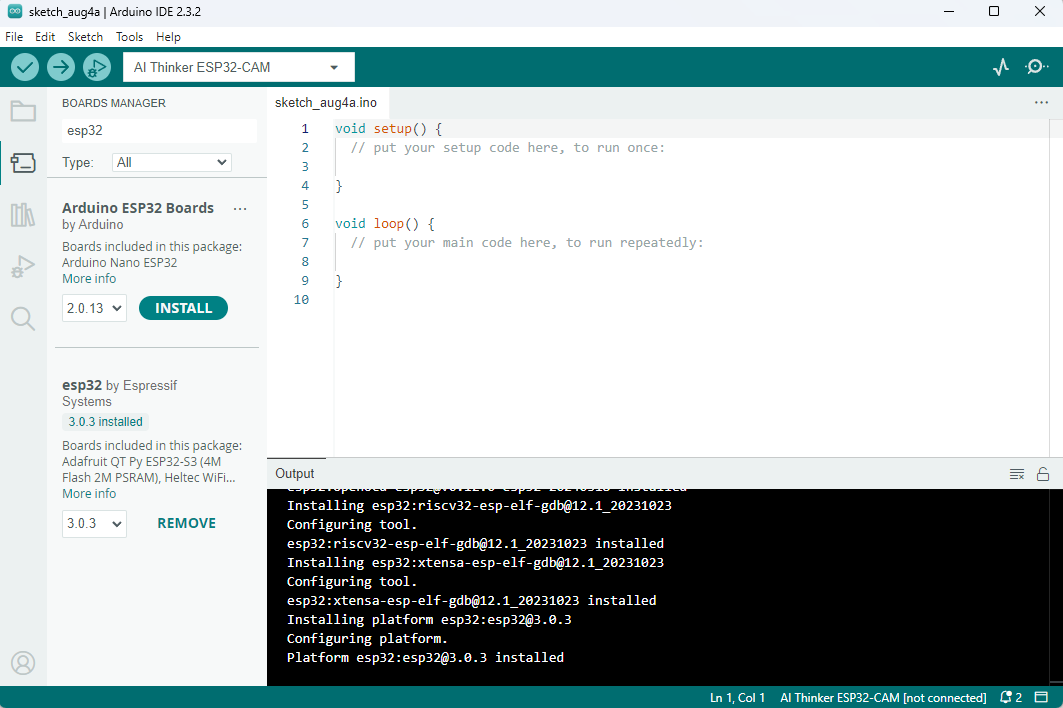 sketch_aug4a | Arduino IDE 2.3.2
File Edit Sketch Tools Help
AI Thinker ESP32-CAM
BOARDS MANAGER
esp32
Type: All
Arduino ESP32 Boards ...
by Arduino
Boards included in this package:
Arduino Nano ESP32
More info
2.0.13 INSTALL
esp32 by Espressif
Systems
3.0.3 installed
Boards included in this package:
Adafruit QT Py ESP32-S3 (4M
Flash 2M PSRAM), Heltec WiFi...
More info
3.0.3 REMOVE
sketch_aug4a.ino ...
1 void setup() {
2 // put your setup code here, to run once:
3
4 }
5
6 void loop() {
7 // put your main code here, to run repeatedly:
8
9 }
10
Output
Installing esp32:riscv32-esp-elf-gdb@12.1_20231023
Configuring tool.
esp32:riscv32-esp-elf-gdb@12.1_20231023 installed
Installing esp32:xtensa-esp-elf-gdb@12.1_20231023
Configuring tool.
esp32:xtensa-esp-elf-gdb@12.1_20231023 installed
Installing platform esp32:esp32@3.0.3
Configuring platform.
Platform esp32:esp32@3.0.3 installed
Ln 1, Col 1 AI Thinker ESP32-CAM [not connected] 2